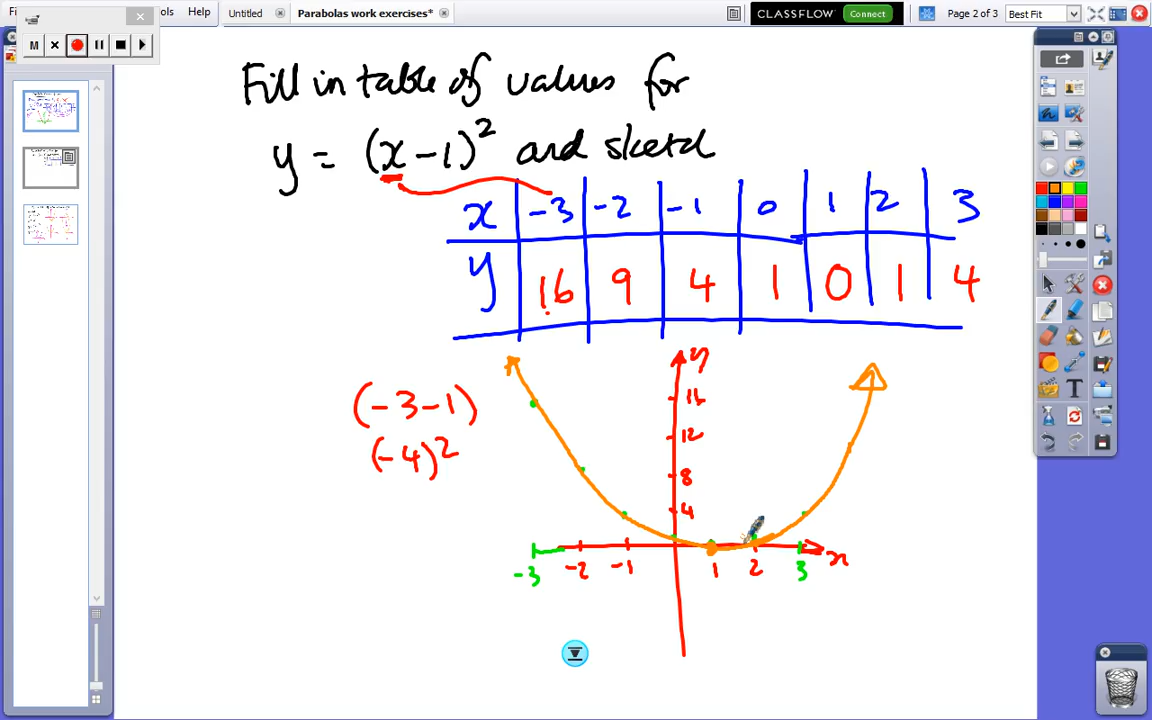 ols Help
Untitled
Parabolas work exercises*
CLASSFLOW Connect
Page 2 of 3
Best Fit
M
Fill in table of values for
y = (x-1)² and sketch
x -3 -2 -1 0 1 2 3
y 16 9 4 1 0 1 4
y
16
12
8
4
(-3-1)
(-4)²
-3 -2 -1 1 2 3 x
T